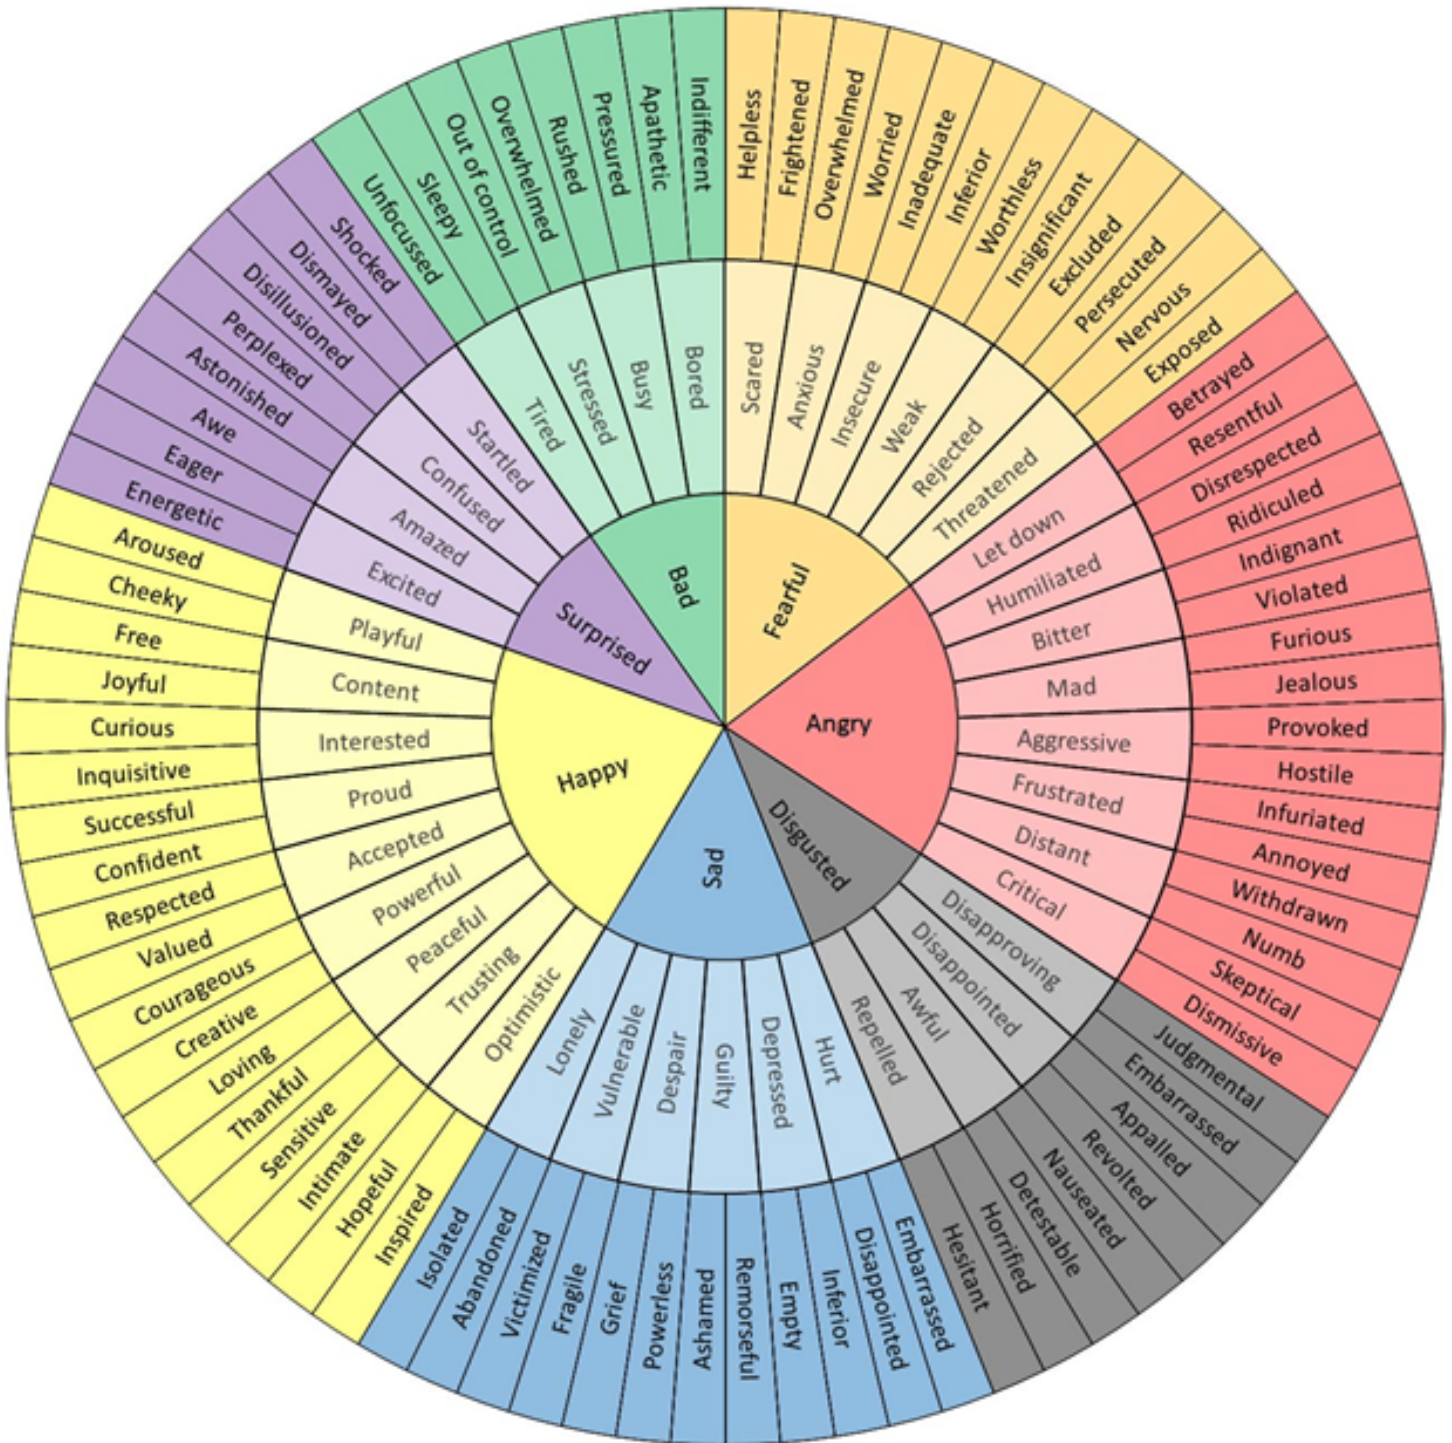 Fearful
Angry
Disgusted
Sad
Happy
Surprised
Bad
Scared
Anxious
Insecure
Weak
Rejected
Threatened
Let down
Humiliated
Bitter
Mad
Aggressive
Frustrated
Distant
Critical
Disapproving
Disappointed
Awful
Repelled
Hurt
Depressed
Guilty
Despair
Vulnerable
Lonely
Optimistic
Trusting
Peaceful
Powerful
Accepted
Proud
Interested
Content
Playful
Excited
Amazed
Confused
Startled
Tired
Stressed
Busy
Bored
Helpless
Frightened
Overwhelmed
Worried
Inadequate
Inferior
Worthless
Insignificant
Excluded
Persecuted
Nervous
Exposed
Betrayed
Resentful
Disrespected
Ridiculed
Indignant
Violated
Furious
Jealous
Provoked
Hostile
Infuriated
Annoyed
Withdrawn
Numb
Skeptical
Dismissive
Judgmental
Embarrassed
Appalled
Revolted
Nauseated
Detestable
Horrified
Hesitant
Embarrassed
Disappointed
Inferior
Empty
Remorseful
Ashamed
Powerless
Grief
Fragile
Victimized
Abandoned
Isolated
Inspired
Hopeful
Intimate
Sensitive
Thankful
Loving
Creative
Courageous
Valued
Respected
Confident
Successful
Inquisitive
Curious
Joyful
Free
Cheeky
Aroused
Energetic
Eager
Awe
Astonished
Perplexed
Disillusioned
Dismayed
Shocked
Unfocussed
Sleepy
Out of control
Overwhelmed
Rushed
Pressured
Apathetic
Indifferent